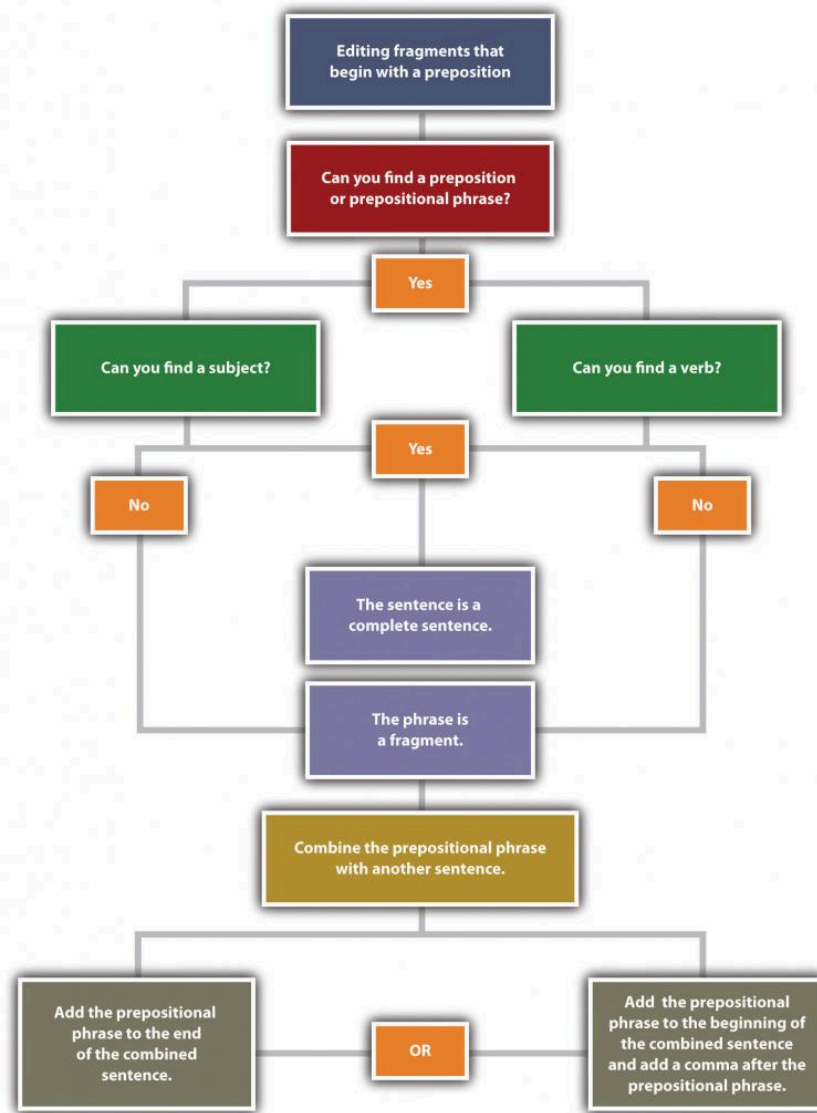 Editing fragments that
begin with a preposition
Can you find a preposition
or prepositional phrase?
Yes
Can you find a subject?
Can you find a verb?
Yes
No
No
The sentence is a
complete sentence.
The phrase is
a fragment.
Combine the prepositional phrase
with another sentence.
Add the prepositional
phrase to the end
of the combined
sentence.
OR
Add the prepositional
phrase to the beginning of
the combined sentence
and add a comma after the
prepositional phrase.